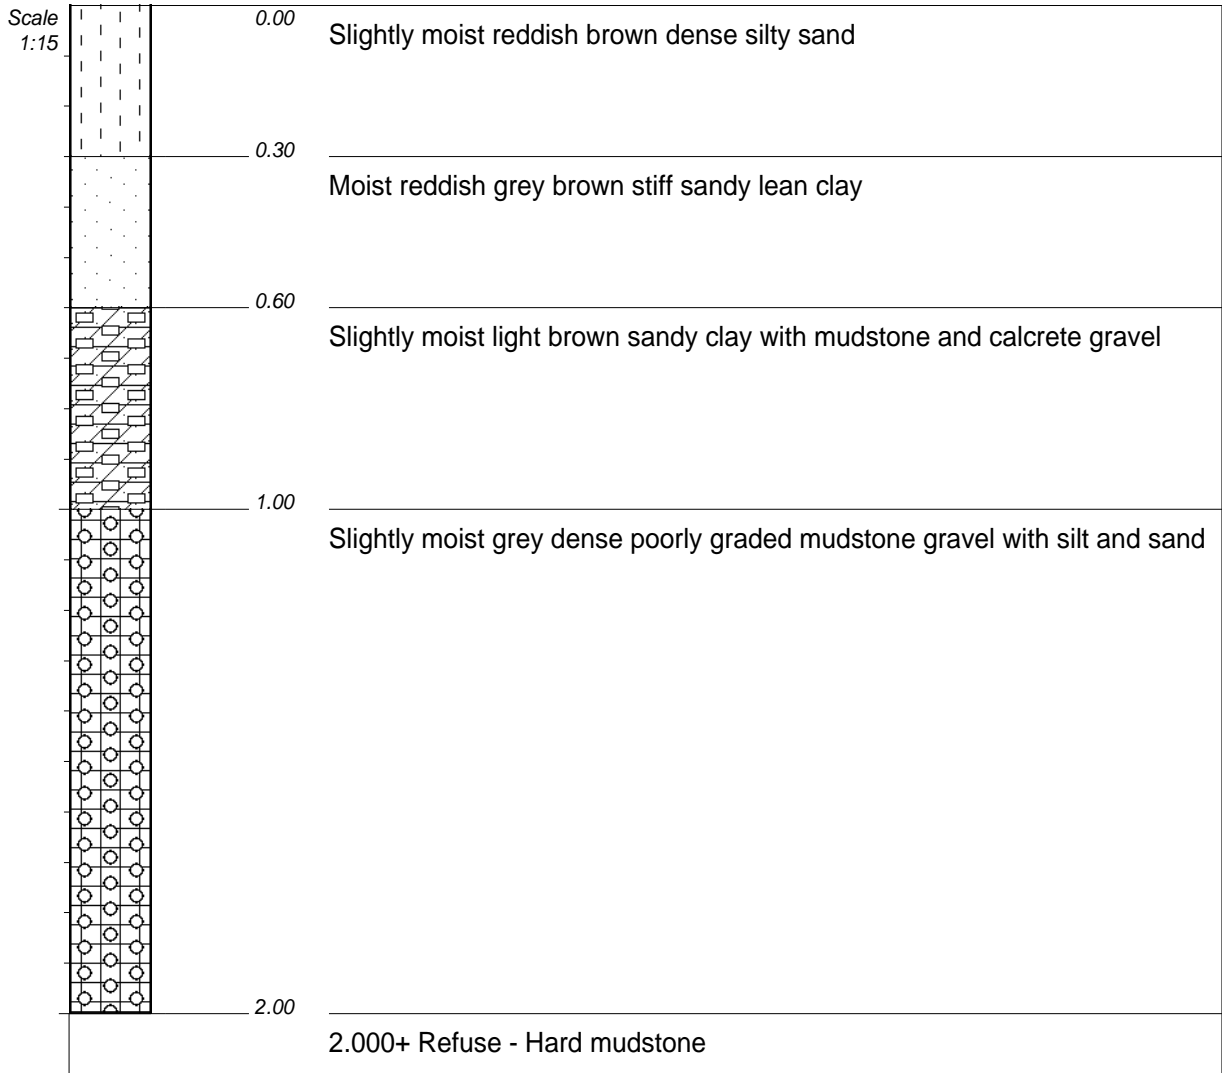 Scale
1:15
0.00
Slightly moist reddish brown dense silty sand
0.30
Moist reddish grey brown stiff sandy lean clay
0.60
Slightly moist light brown sandy clay with mudstone and calcrete gravel
1.00
Slightly moist grey dense poorly graded mudstone gravel with silt and sand
2.00
2.000+ Refuse - Hard mudstone